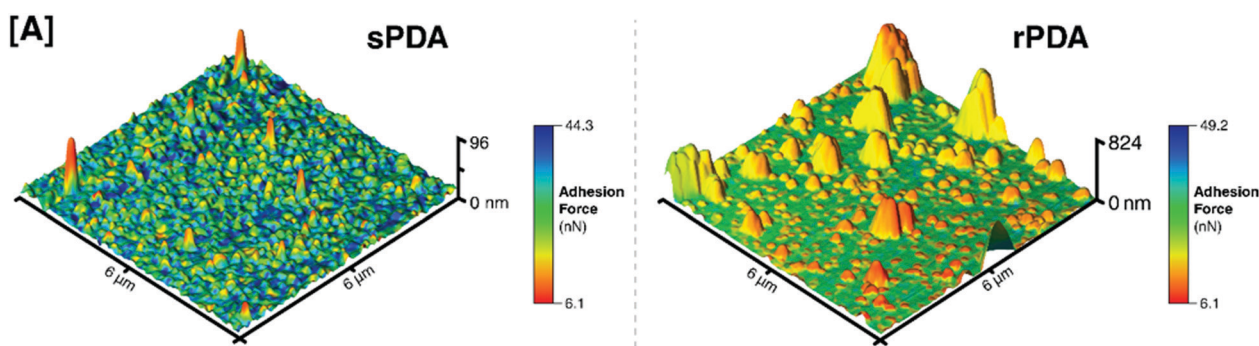 [A]
sPDA
96
0 nm
6 µm
6 µm
44.3
Adhesion
Force
(nN)
6.1
rPDA
824
0 nm
6 µm
6 µm
49.2
Adhesion
Force
(nN)
6.1